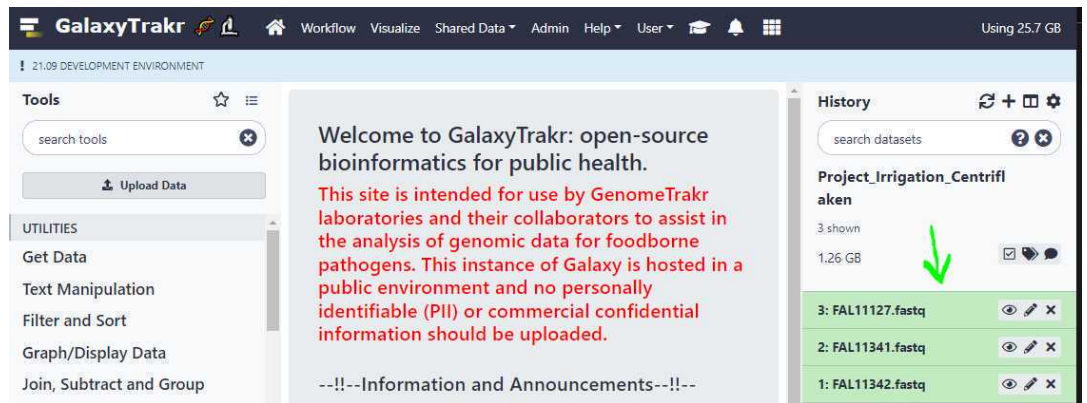 GalaxyTrakr Workflow Visualize Shared Data Admin Help User Using 25.7 GB
! 21.09 DEVELOPMENT ENVIRONMENT
Tools
search tools
Upload Data
UTILITIES
Get Data
Text Manipulation
Filter and Sort
Graph/Display Data
Join, Subtract and Group
Welcome to GalaxyTrakr: open-source
bioinformatics for public health.
This site is intended for use by GenomeTrakr
laboratories and their collaborators to assist in
the analysis of genomic data for foodborne
pathogens. This instance of Galaxy is hosted in a
public environment and no personally
identifiable (PII) or commercial confidential
information should be uploaded.
--!!--Information and Announcements--!!--
History
search datasets
Project_Irrigation_Centrifl
aken
3 shown
1.26 GB
3: FAL11127.fastq
2: FAL11341.fastq
1: FAL11342.fastq